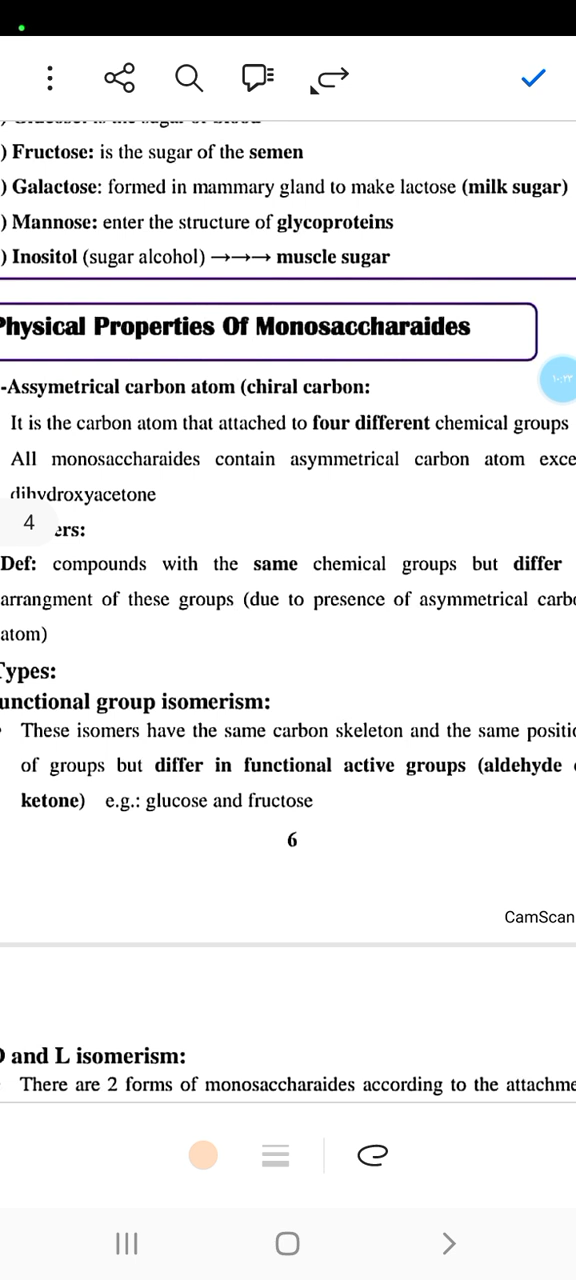 ) Fructose: is the sugar of the semen
) Galactose: formed in mammary gland to make lactose (milk sugar)
) Mannose: enter the structure of glycoproteins
) Inositol (sugar alcohol) →→→ muscle sugar
Physical Properties Of Monosaccharaides
-Assymetrical carbon atom (chiral carbon:
١٠:٢٢
It is the carbon atom that attached to four different chemical groups
All monosaccharaides contain asymmetrical carbon atom exce
dihydroxyacetone
4
ers:
Def: compounds with the same chemical groups but differ
arrangment of these groups (due to presence of asymmetrical carbo
atom)
Types:
unctional group isomerism:
These isomers have the same carbon skeleton and the same positio
of groups but differ in functional active groups (aldehyde
ketone) e.g.: glucose and fructose
6
CamScan
D and L isomerism:
There are 2 forms of monosaccharaides according to the attachme